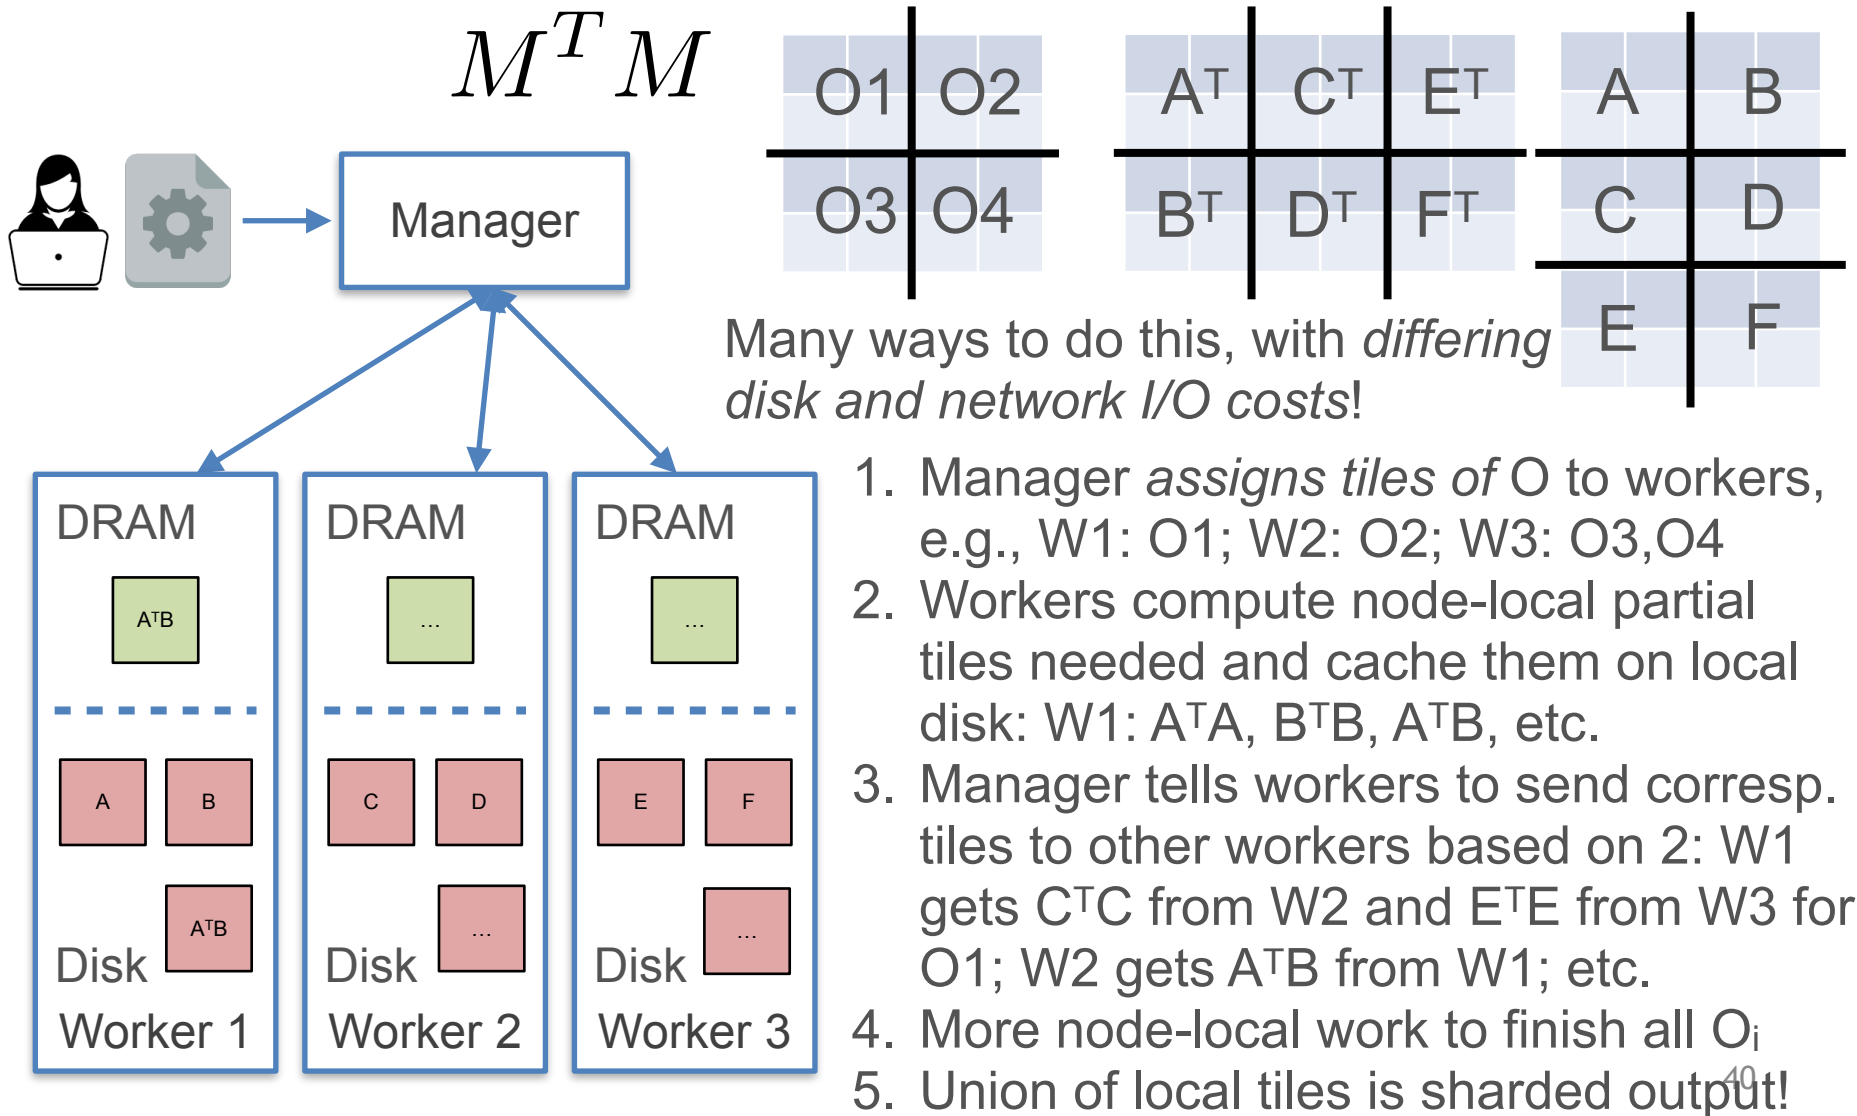 MᵀM
O1 O2
O3 O4
Aᵀ Cᵀ Eᵀ
Bᵀ Dᵀ Fᵀ
A B
C D
E F
Manager
Many ways to do this, with differing
disk and network I/O costs!
DRAM
AᵀB
A B
AᵀB
Disk
Worker 1
DRAM
...
C D
...
Disk
Worker 2
DRAM
...
E F
...
Disk
Worker 3
1. Manager assigns tiles of O to workers,
e.g., W1: O1; W2: O2; W3: O3,O4
2. Workers compute node-local partial
tiles needed and cache them on local
disk: W1: AᵀA, BᵀB, AᵀB, etc.
3. Manager tells workers to send corresp.
tiles to other workers based on 2: W1
gets CᵀC from W2 and EᵀE from W3 for
O1; W2 gets AᵀB from W1; etc.
4. More node-local work to finish all Oᵢ
5. Union of local tiles is sharded output!
40